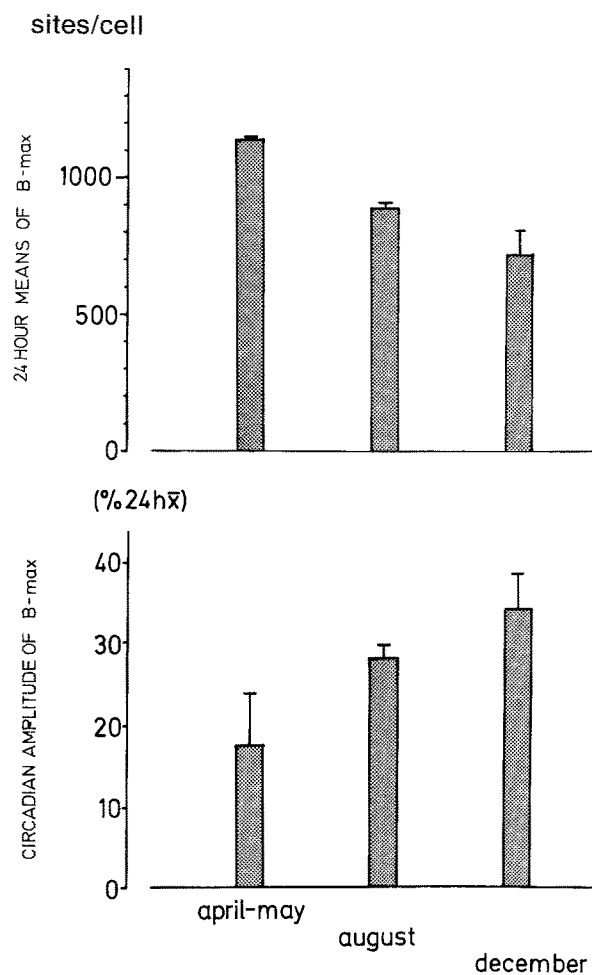 sites/cell
24 HOUR MEANS OF B-max
1000
500
0
(% 24h x̄)
CIRCADIAN AMPLITUDE OF B-max
40
30
20
10
0
april-may
august
december